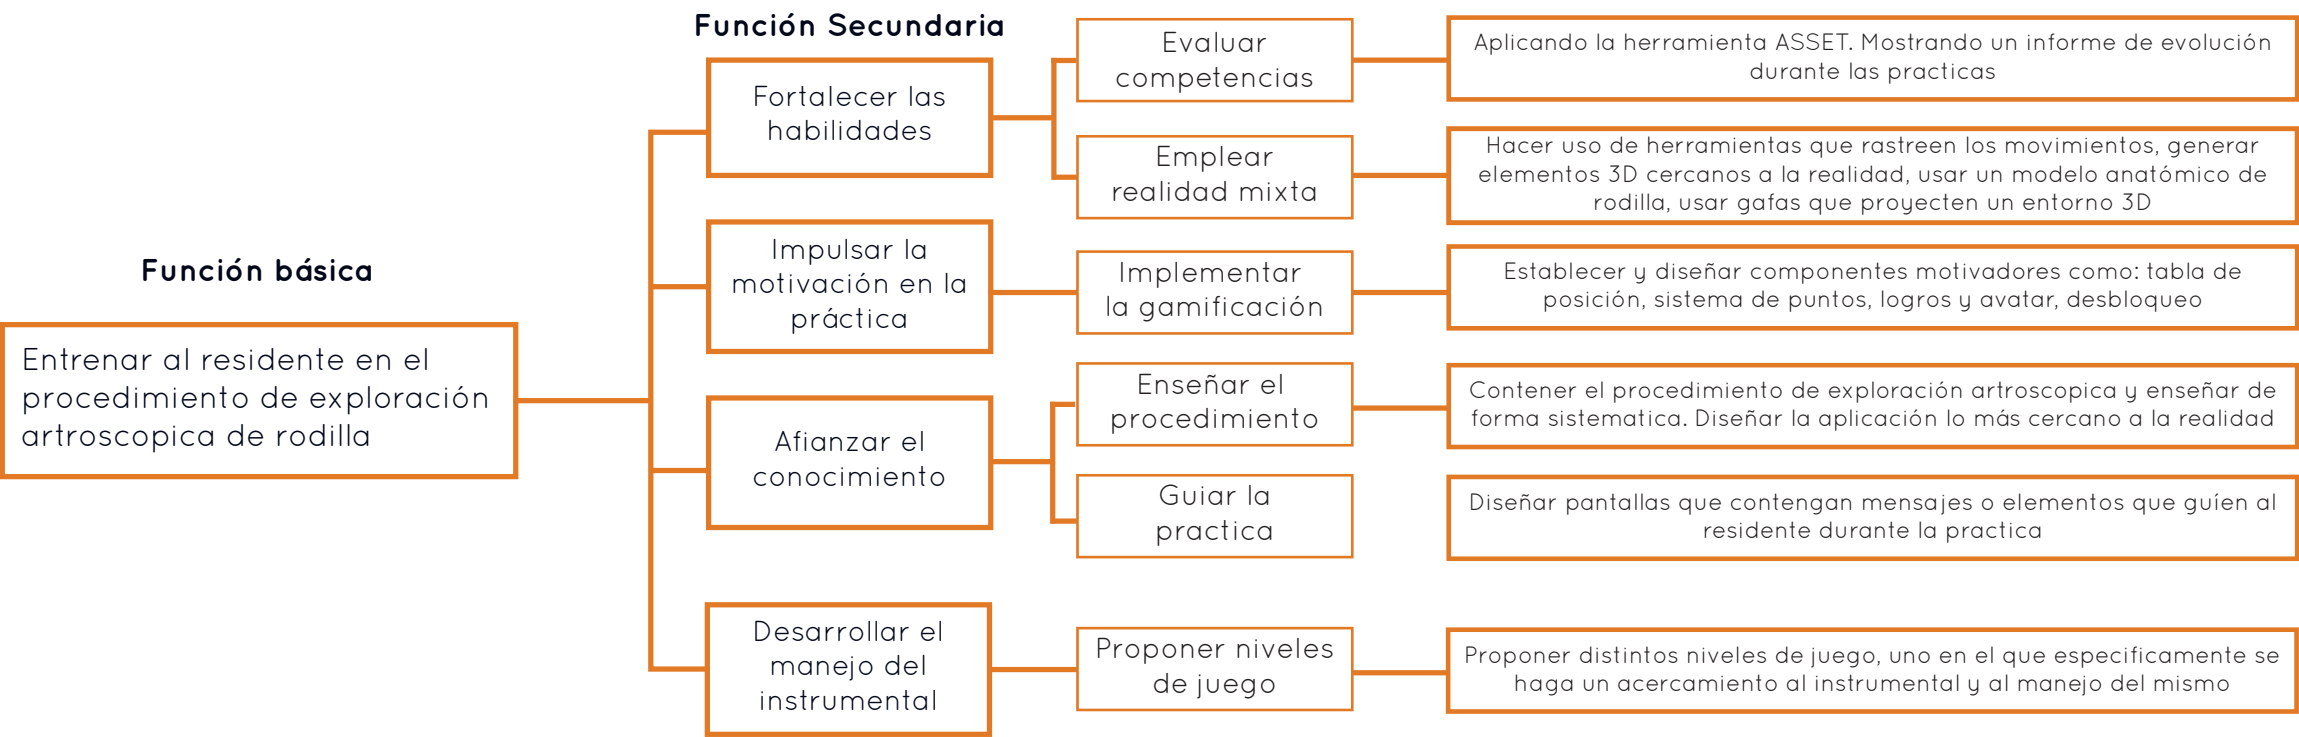 Función Secundaria
Función básica
Entrenar al residente en el
procedimiento de exploración
artroscopica de rodilla
Fortalecer las
habilidades
Evaluar
competencias
Aplicando la herramienta ASSET. Mostrando un informe de evolución
durante las practicas
Emplear
realidad mixta
Hacer uso de herramientas que rastreen los movimientos, generar
elementos 3D cercanos a la realidad, usar un modelo anatómico de
rodilla, usar gafas que proyecten un entorno 3D
Impulsar la
motivación en la
práctica
Implementar
la gamificación
Establecer y diseñar componentes motivadores como: tabla de
posición, sistema de puntos, logros y avatar, desbloqueo
Afianzar el
conocimiento
Enseñar el
procedimiento
Contener el procedimiento de exploración artroscopica y enseñar de
forma sistematica. Diseñar la aplicación lo más cercano a la realidad
Guiar la
practica
Diseñar pantallas que contengan mensajes o elementos que guíen al
residente durante la practica
Desarrollar el
manejo del
instrumental
Proponer niveles
de juego
Proponer distintos niveles de juego, uno en el que especificamente se
haga un acercamiento al instrumental y al manejo del mismo